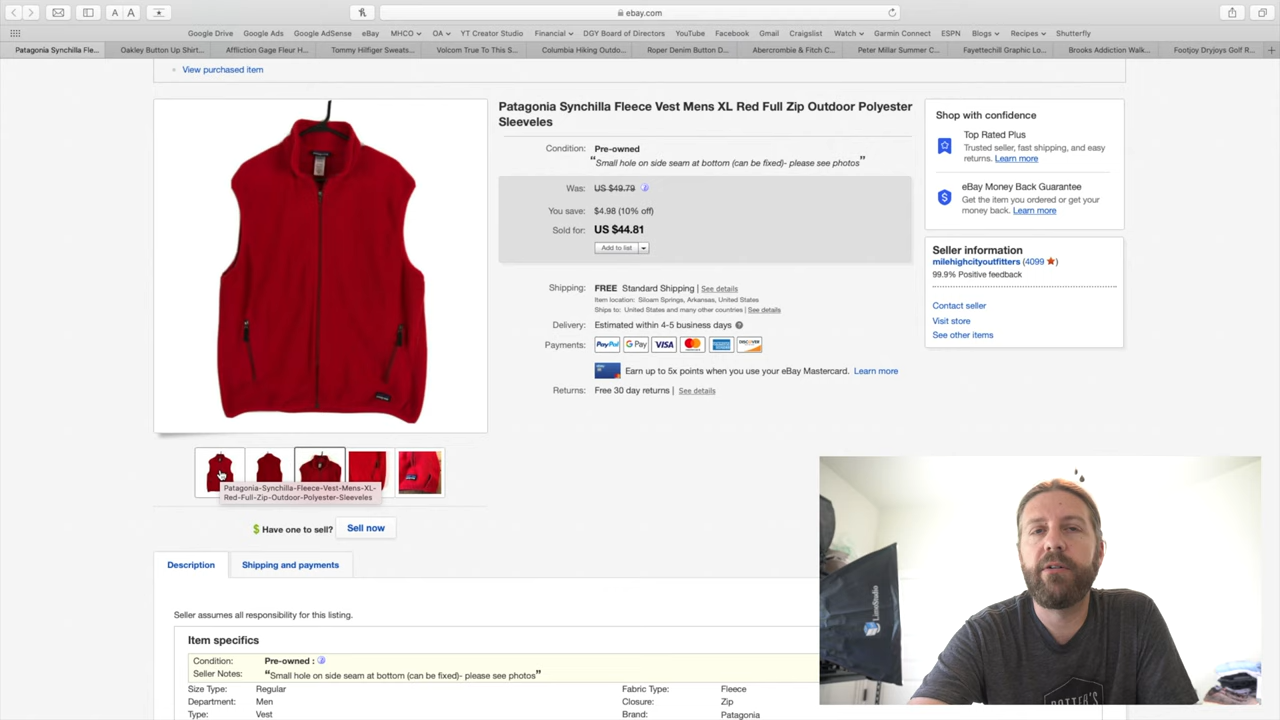 ebay.com
Google Drive Google Ads Google AdSense eBay MHCO OA YT Creator Studio Financial DGY Board of Directors YouTube Facebook Gmail Craigslist Watch Garmin Connect ESPN Blogs Recipes Shutterfly
Patagonia Synchilla Fle... Oakley Button Up Shirt... Affliction Gage Fleur H... Tommy Hilfiger Sweats... Volcom True To This S... Columbia Hiking Outdo... Roper Denim Button D... Abercrombie & Fitch C... Peter Millar Summer C... Fayettechill Graphic Lo... Brooks Addiction Walk... Footjoy Dryjoys Golf R...
View purchased item
Patagonia Synchilla Fleece Vest Mens XL Red Full Zip Outdoor Polyester
Sleeveles
Condition: Pre-owned
“Small hole on side seam at bottom (can be fixed)- please see photos”
Was: US $49.79
You save: $4.98 (10% off)
Sold for: US $44.81
Add to list
Shipping: FREE Standard Shipping | See details
Item location: Siloam Springs, Arkansas, United States
Ships to: United States and many other countries | See details
Delivery: Estimated within 4-5 business days
Payments: PayPal G Pay VISA DISCOVER
Earn up to 5x points when you use your eBay Mastercard. Learn more
Returns: Free 30 day returns | See details
Shop with confidence
Top Rated Plus
Trusted seller, fast shipping, and easy
returns. Learn more
eBay Money Back Guarantee
Get the item you ordered or get your
money back. Learn more
Seller information
milehighcityoutfitters (4099)
99.9% Positive feedback
Contact seller
Visit store
See other items
Patagonia-Synchilla-Fleece-Vest-Mens-XL-
Red-Full-Zip-Outdoor-Polyester-Sleeveles
Have one to sell? Sell now
Description Shipping and payments
Seller assumes all responsibility for this listing.
Item specifics
Condition: Pre-owned :
Seller Notes: “Small hole on side seam at bottom (can be fixed)- please see photos”
Size Type: Regular Fabric Type: Fleece
Department: Men Closure: Zip
Type: Vest Brand: Patagonia
LimoStudio